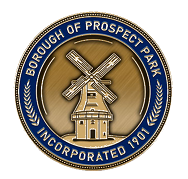 BOROUGH OF PROSPECT PARK
INCORPORATED 1901